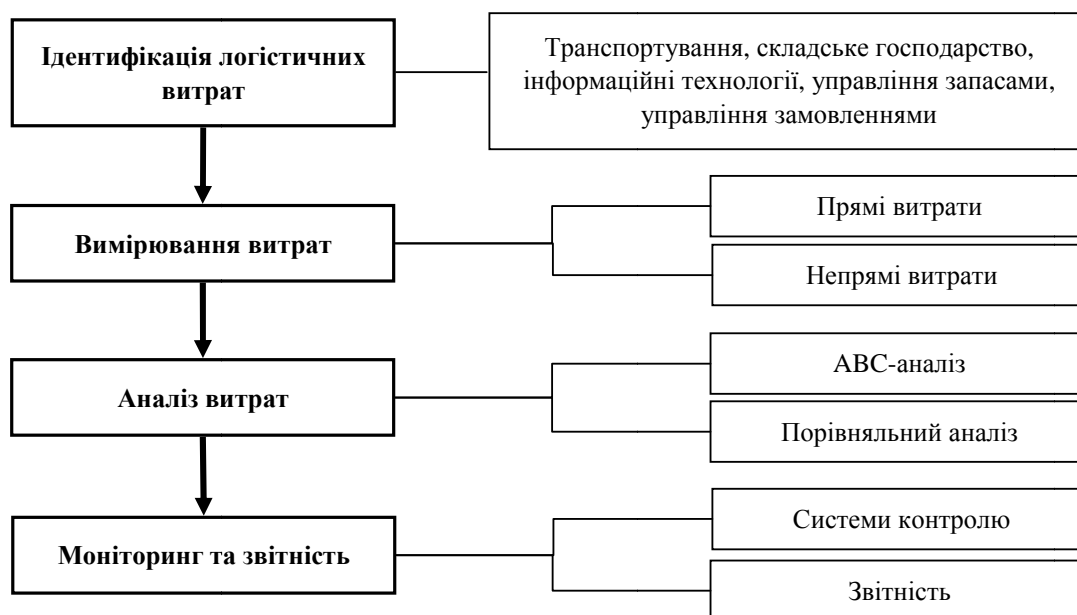 Ідентифікація логістичних
витрат
Транспортування, складське господарство,
інформаційні технології, управління запасами,
управління замовленнями
Вимірювання витрат
Прямі витрати
Непрямі витрати
Аналіз витрат
АВС-аналіз
Порівняльний аналіз
Моніторинг та звітність
Системи контролю
Звітність